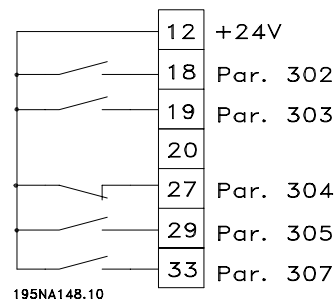 12 +24V
18 Par. 302
19 Par. 303
20
27 Par. 304
29 Par. 305
33 Par. 307
195NA148.10